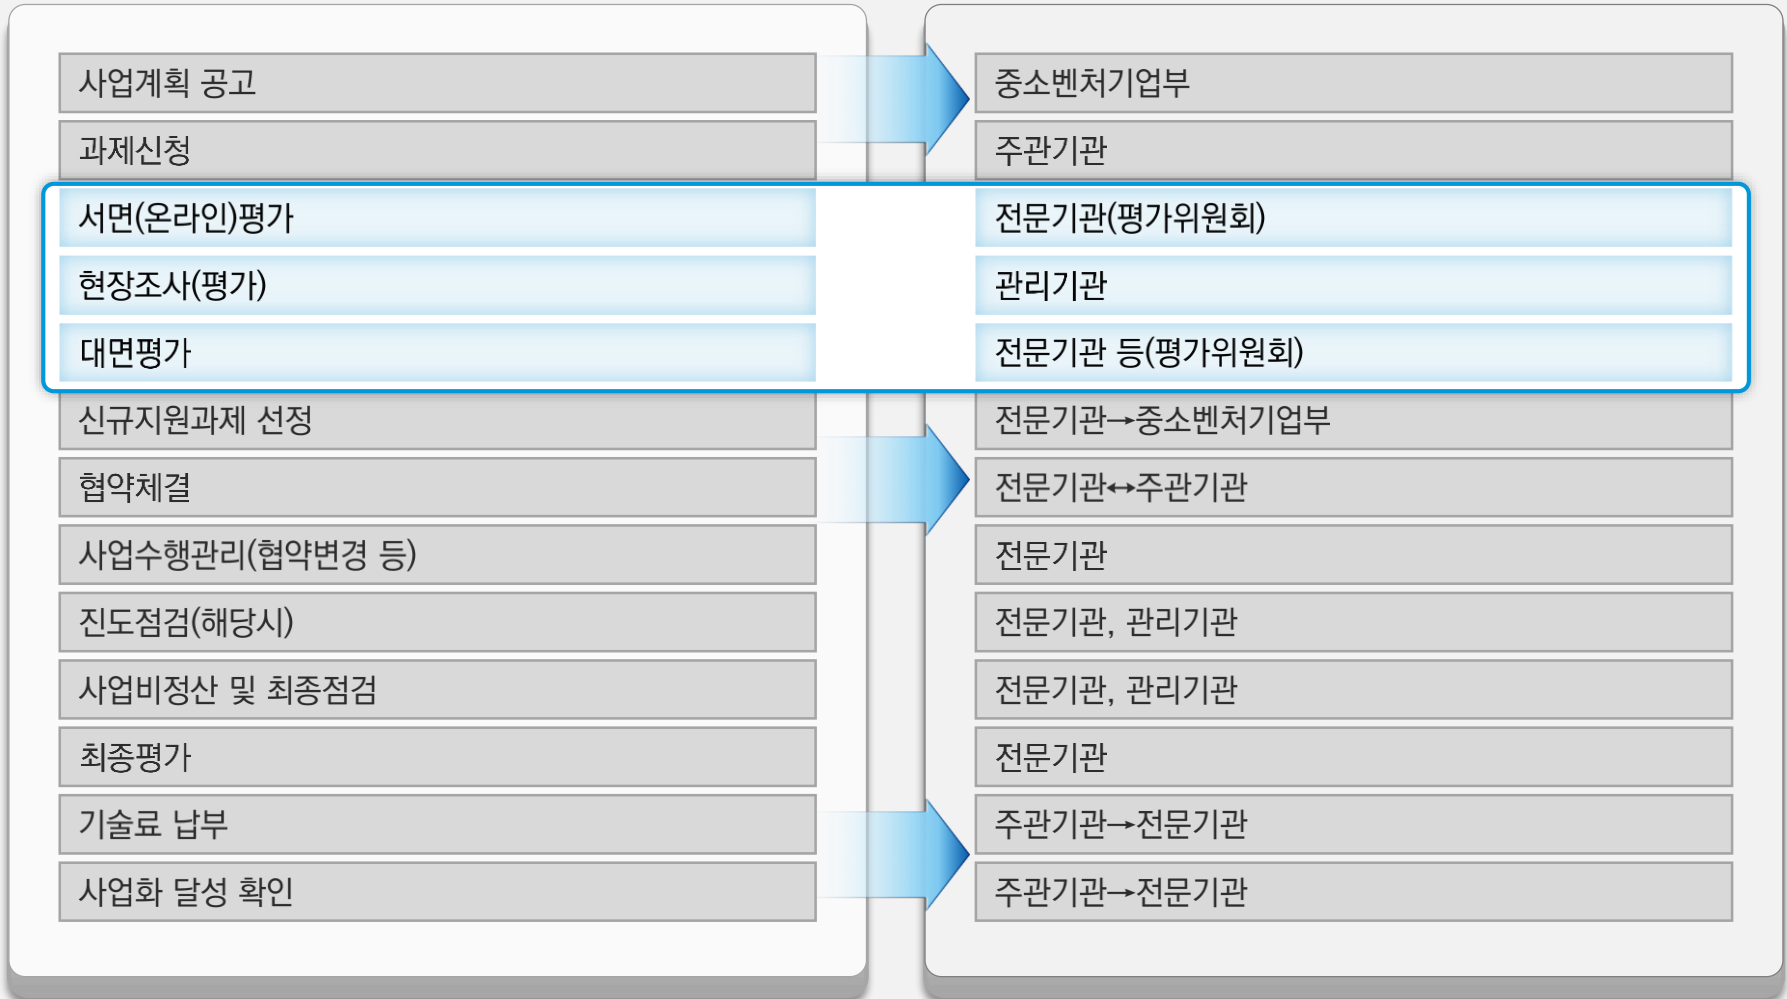 사업계획 공고
중소벤처기업부
과제신청
주관기관
서면(온라인)평가
전문기관(평가위원회)
현장조사(평가)
관리기관
대면평가
전문기관 등(평가위원회)
신규지원과제 선정
전문기관→중소벤처기업부
협약체결
전문기관↔주관기관
사업수행관리(협약변경 등)
전문기관
진도점검(해당시)
전문기관, 관리기관
사업비정산 및 최종점검
전문기관, 관리기관
최종평가
전문기관
기술료 납부
주관기관→전문기관
사업화 달성 확인
주관기관→전문기관